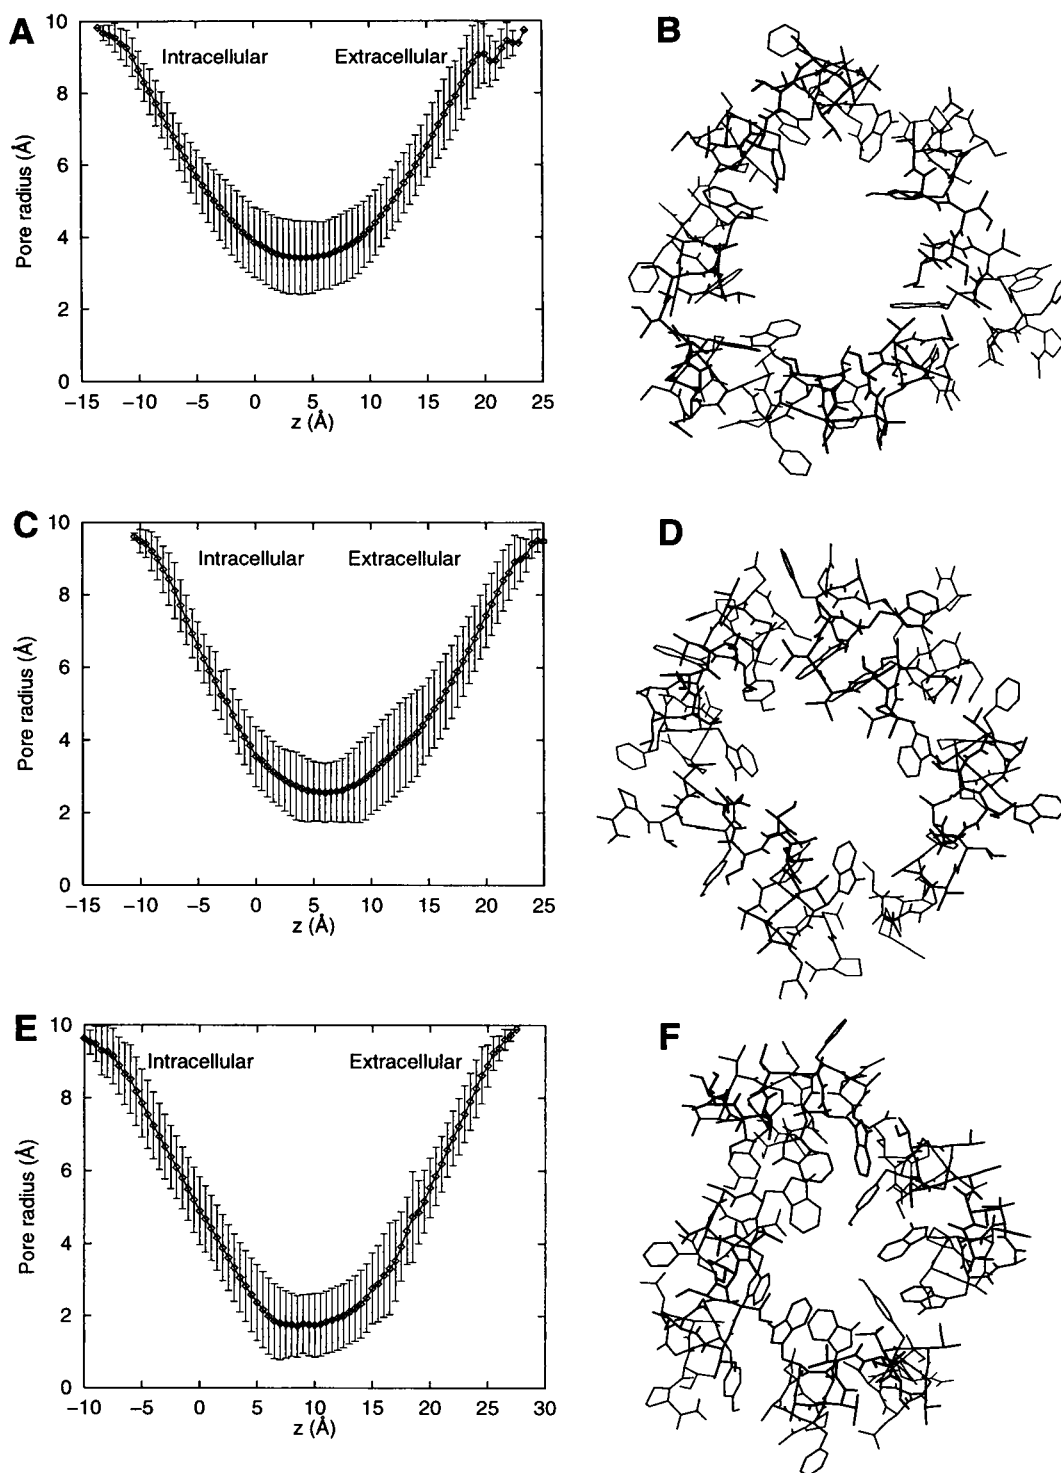 A
Pore radius (Å)
10
8
6
4
2
0
Intracellular
Extracellular
−15 −10 −5 0 5 10 15 20 25
z (Å)
B
C
Pore radius (Å)
10
8
6
4
2
0
Intracellular
Extracellular
−15 −10 −5 0 5 10 15 20 25
z (Å)
D
E
Pore radius (Å)
10
8
6
4
2
0
Intracellular
Extracellular
−10 −5 0 5 10 15 20 25 30
z (Å)
F